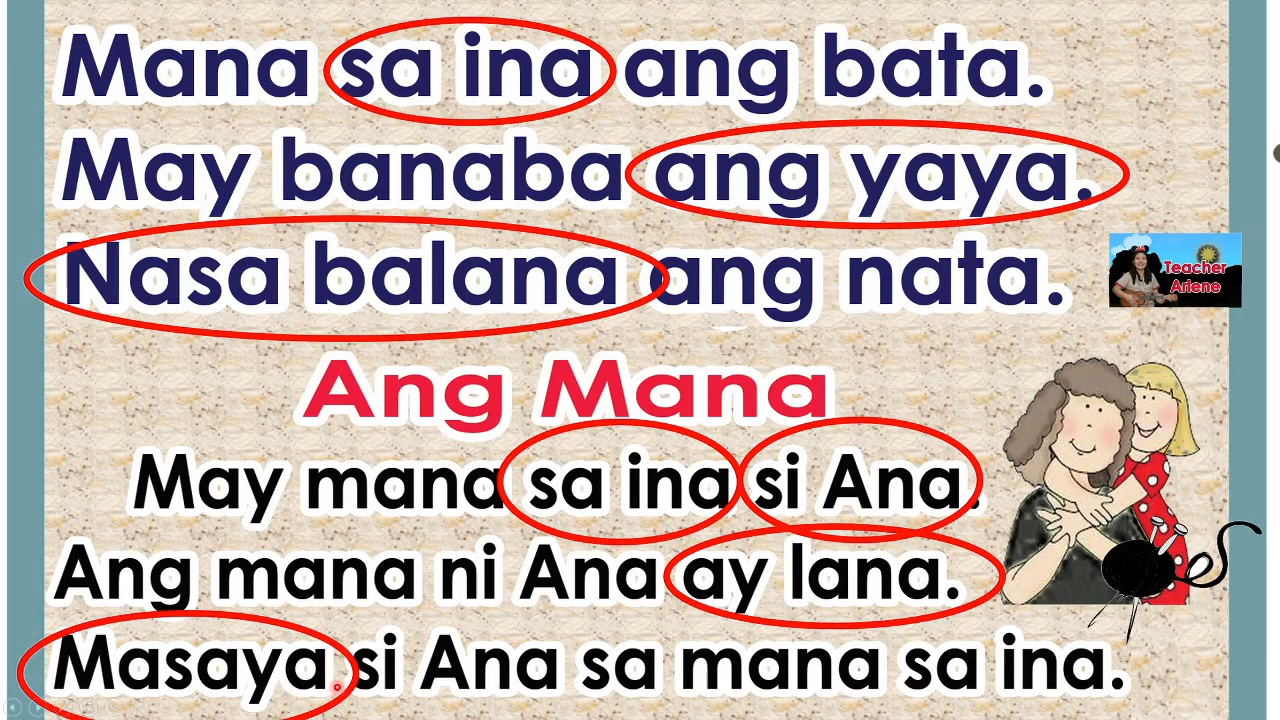 Mana sa ina ang bata.
May banaba ang yaya.
Nasa balana ang nata.
Teacher
Arlene
Ang Mana
May mana sa ina si Ana.
Ang mana ni Ana ay lana.
Masaya si Ana sa mana sa ina.